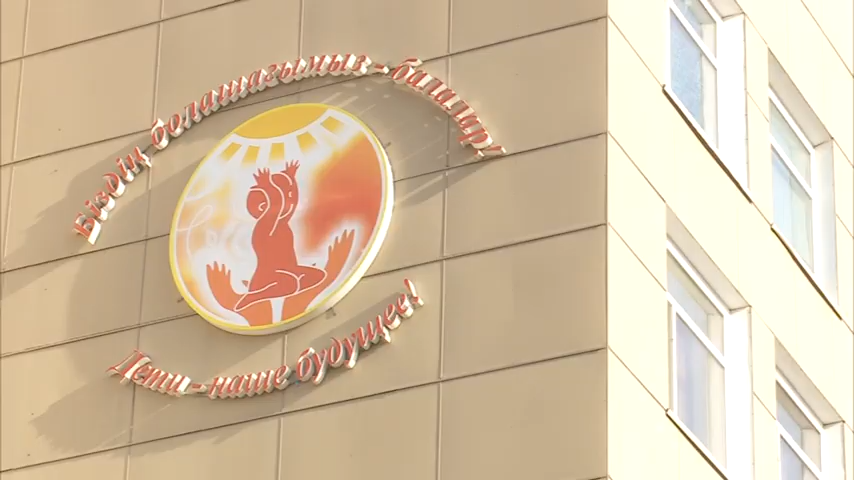 Біздің болашағымыз - балалар!
Дети - наше будущее!